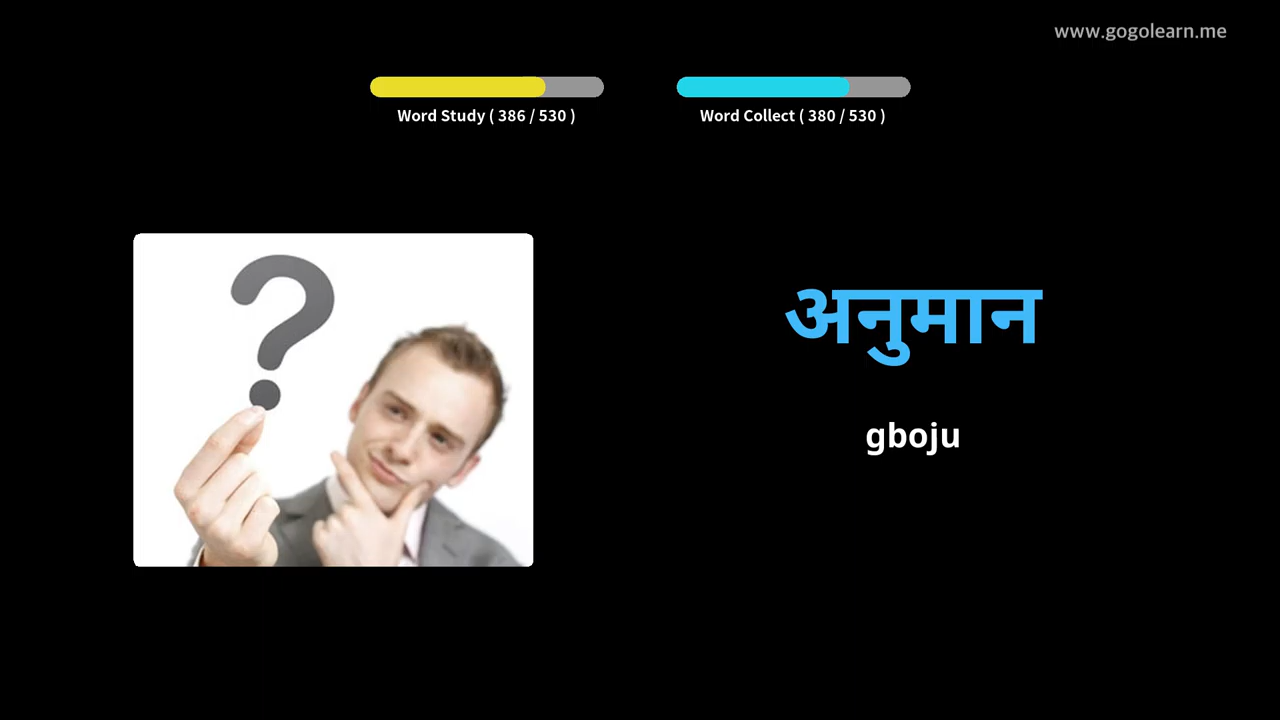 www.gogolearn.me
Word Study ( 386 / 530 )
Word Collect ( 380 / 530 )
?
अनुमान
gboju